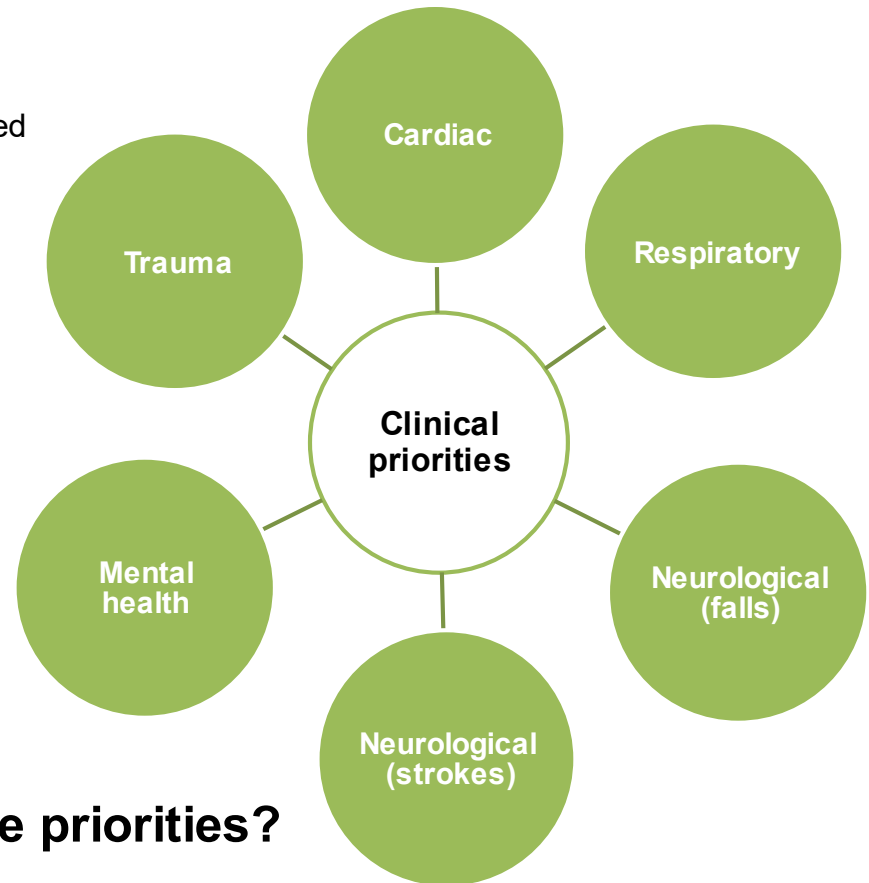 Cardiac
ed
Trauma
Respiratory
Clinical
priorities
Mental
health
Neurological
(falls)
Neurological
(strokes)
e priorities?